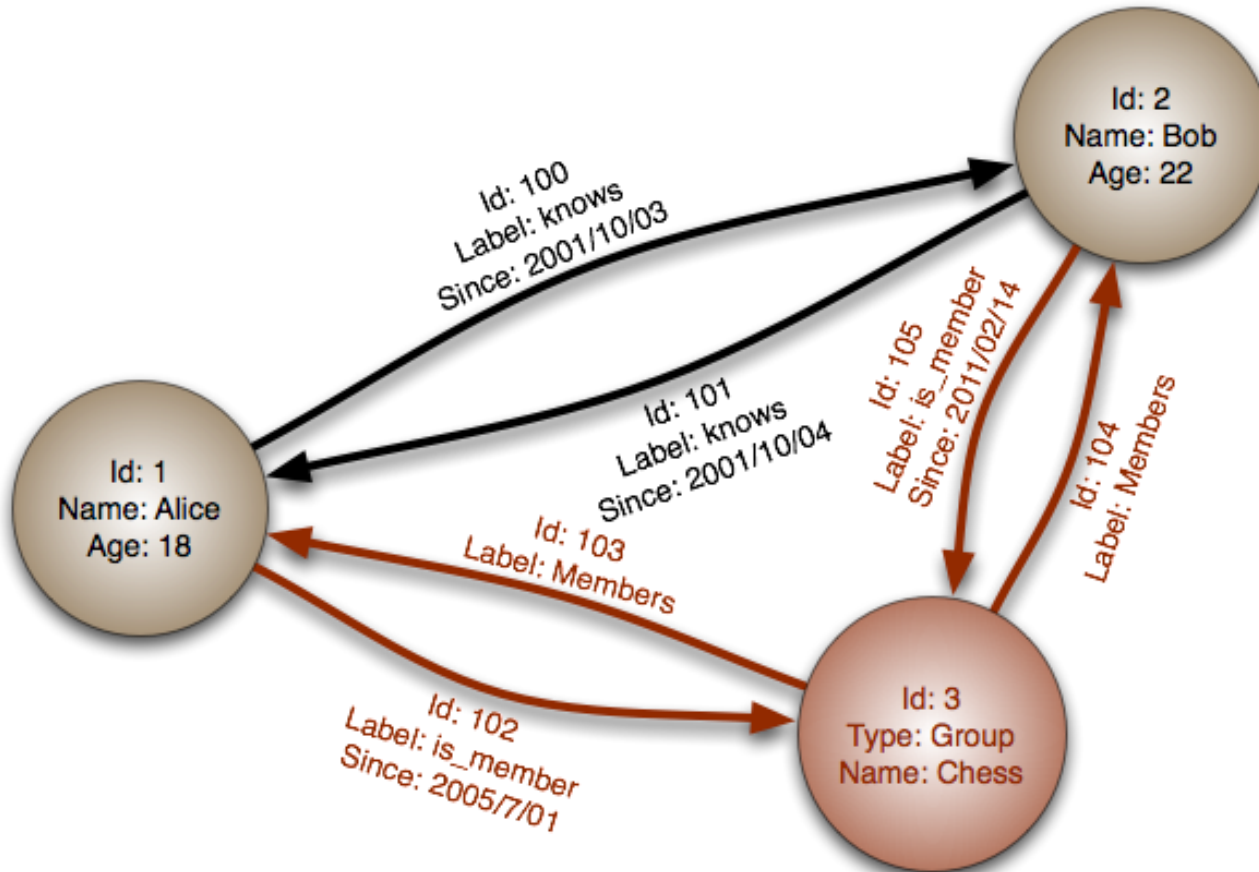 Id: 2
Name: Bob
Age: 22
Id: 100
Label: knows
Since: 2001/10/03
Id: 101
Label: knows
Since: 2001/10/04
Id: 105
Label: is_member
Since: 2011/02/14
Id: 104
Label: Members
Id: 1
Name: Alice
Age: 18
Id: 103
Label: Members
Id: 102
Label: is_member
Since: 2005/7/01
Id: 3
Type: Group
Name: Chess